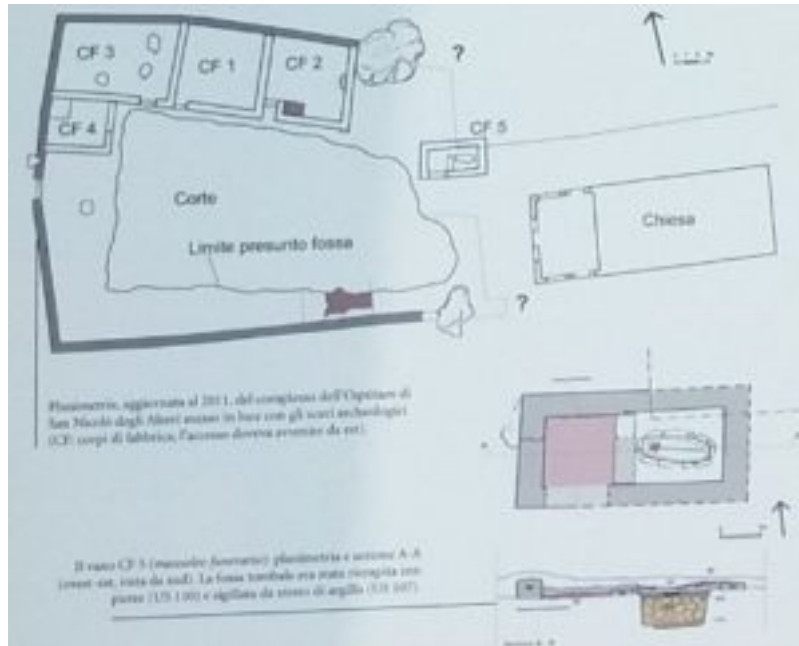 CF 3
CF 1
CF 2
?
CF 4
CF 5
Corte
Chiesa
Limite presunto fossa
?
Planimetria, aggiornata al 2011, del complesso dell'Ospitale di
San Nicolò degli Alzeri messo in luce con gli scavi archeologici
(CF: corpi di fabbrica; l'accesso doveva avvenire da est).
Il vano CF 5 (mausoleo funerario): planimetria e sezione A-A
(ovest-est, vista da sud). La fossa tombale era stata riempita con
pietre (US 110) e sigillata da strato di argilla (US 107).